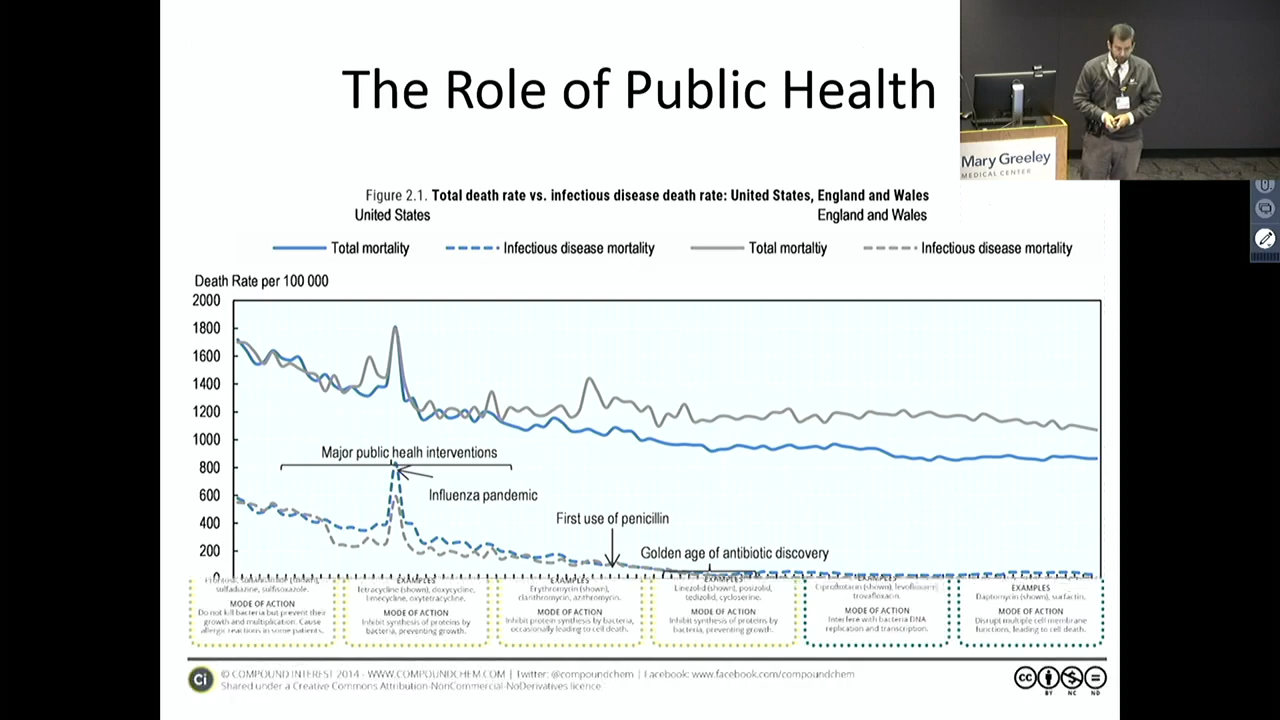 The Role of Public Health
Mary Greeley
MEDICAL CENTER
Figure 2.1. Total death rate vs. infectious disease death rate: United States, England and Wales
United States England and Wales
Total mortality Infectious disease mortality Total mortaltiy Infectious disease mortality
Death Rate per 100 000
2000
1800
1600
1400
1200
1000
800
600
400
200
0
Major public healh interventions
Influenza pandemic
First use of penicillin
Golden age of antibiotic discovery
sulfadiazine, sulfisoxazole.
MODE OF ACTION
Do not kill bacteria but prevent their
growth and multiplication. Cause
allergic reactions in some patients.
EXAMPLES
Tetracycline (shown), doxycycline,
limecycline, oxytetracycline.
MODE OF ACTION
Inhibit synthesis of proteins by
bacteria, preventing growth.
EXAMPLES
Erythromycin (shown),
clarithromycin, azithromycin.
MODE OF ACTION
Inhibit protein synthesis by bacteria,
occasionally leading to cell death.
EXAMPLES
Linezolid (shown), posizolid,
tedizolid, cycloserine.
MODE OF ACTION
Inhibit synthesis of proteins by
bacteria, preventing growth.
EXAMPLES
Ciprofloxacin (shown), levofloxacin,
trovafloxacin.
MODE OF ACTION
Interfere with bacteria DNA
replication and transcription.
EXAMPLES
Daptomycin (shown), surfactin.
MODE OF ACTION
Disrupt multiple cell membrane
functions, leading to cell death.
Ci
© COMPOUND INTEREST 2014 - WWW.COMPOUNDCHEM.COM | Twitter: @compoundchem | Facebook: www.facebook.com/compoundchem
Shared under a Creative Commons Attribution-NonCommercial-NoDerivatives licence
CC
BY NC ND